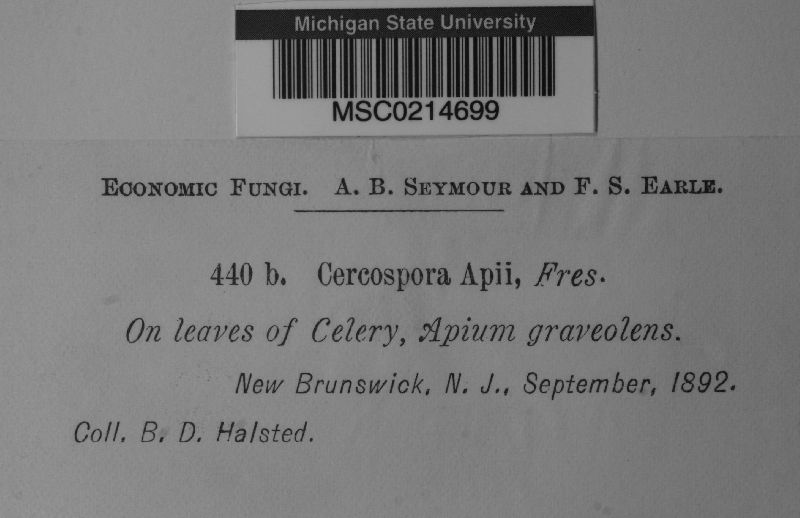 Michigan State University
MSC0214699
Economic Fungi. A. B. Seymour and F. S. Earle.
440 b. Cercospora Apii, Fres.
On leaves of Celery, Apium graveolens.
New Brunswick, N. J., September, 1892.
Coll. B. D. Halsted.